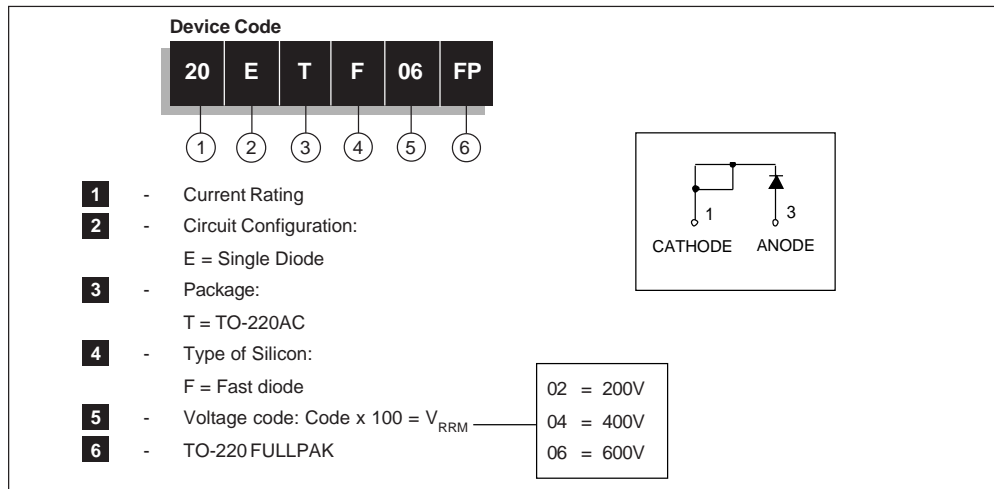 Device Code
20 E T F 06 FP
1 2 3 4 5 6
1 - Current Rating
2 - Circuit Configuration:
E = Single Diode
3 - Package:
T = TO-220AC
4 - Type of Silicon:
F = Fast diode
5 - Voltage code: Code x 100 = VRRM
6 - TO-220 FULLPAK
02 = 200V
04 = 400V
06 = 600V
1 3
CATHODE ANODE